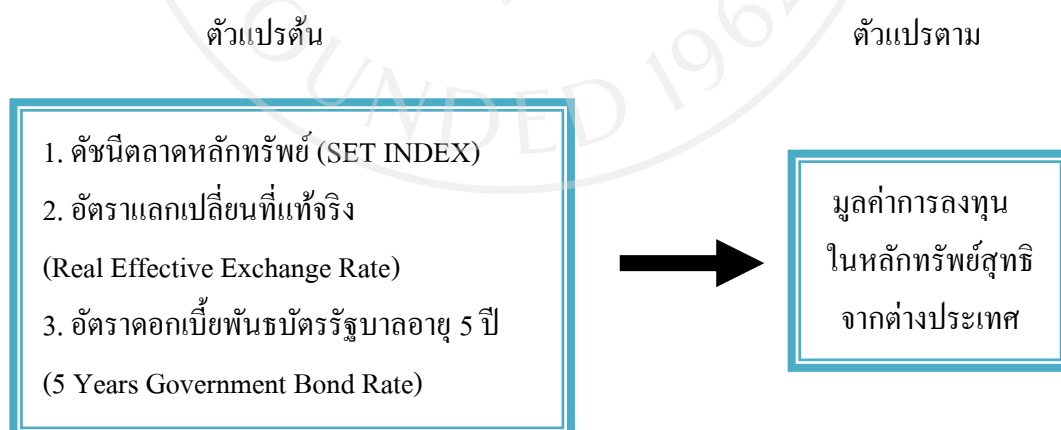 ตัวแปรต้น
ตัวแปรตาม
1. ดัชนีตลาดหลักทรัพย์ (SET INDEX)
2. อัตราแลกเปลี่ยนที่แท้จริง
(Real Effective Exchange Rate)
3. อัตราดอกเบี้ยพันธบัตรรัฐบาลอายุ 5 ปี
(5 Years Government Bond Rate)
มูลค่าการลงทุน
ในหลักทรัพย์สุทธิ
จากต่างประเทศ
UNDED 196